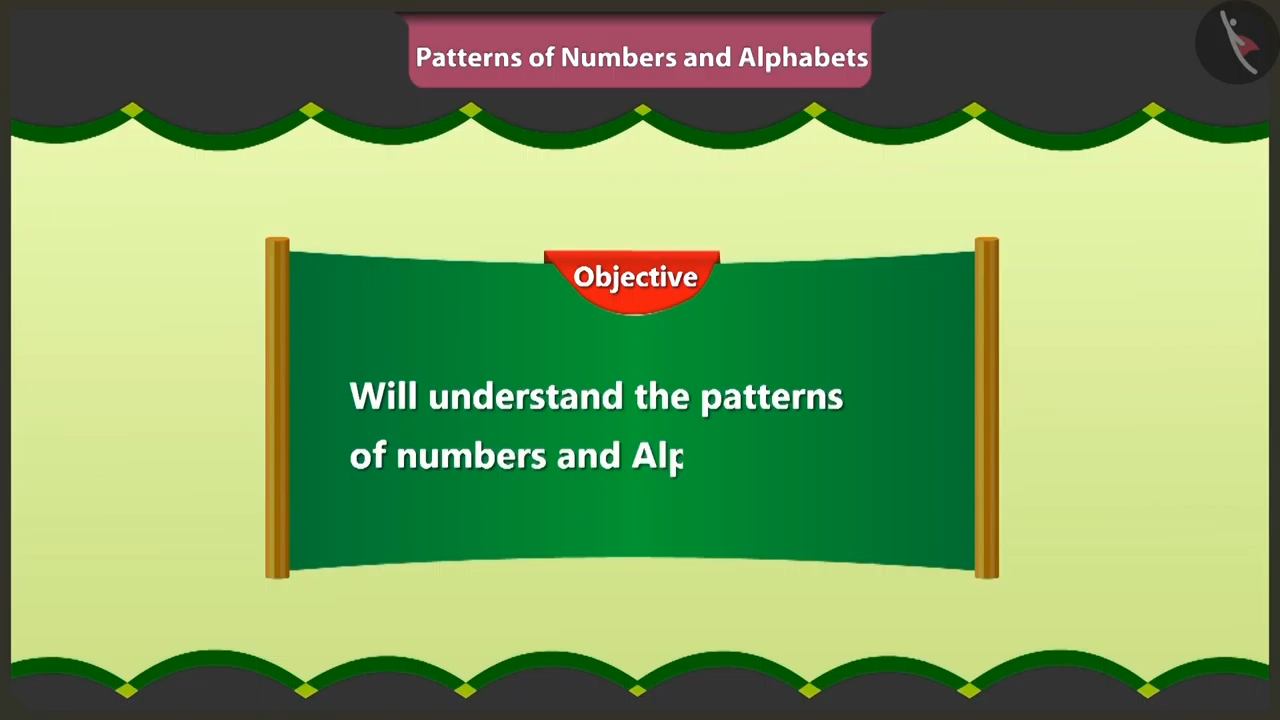 Patterns of Numbers and Alphabets
Objective
Will understand the patterns
of numbers and Alp